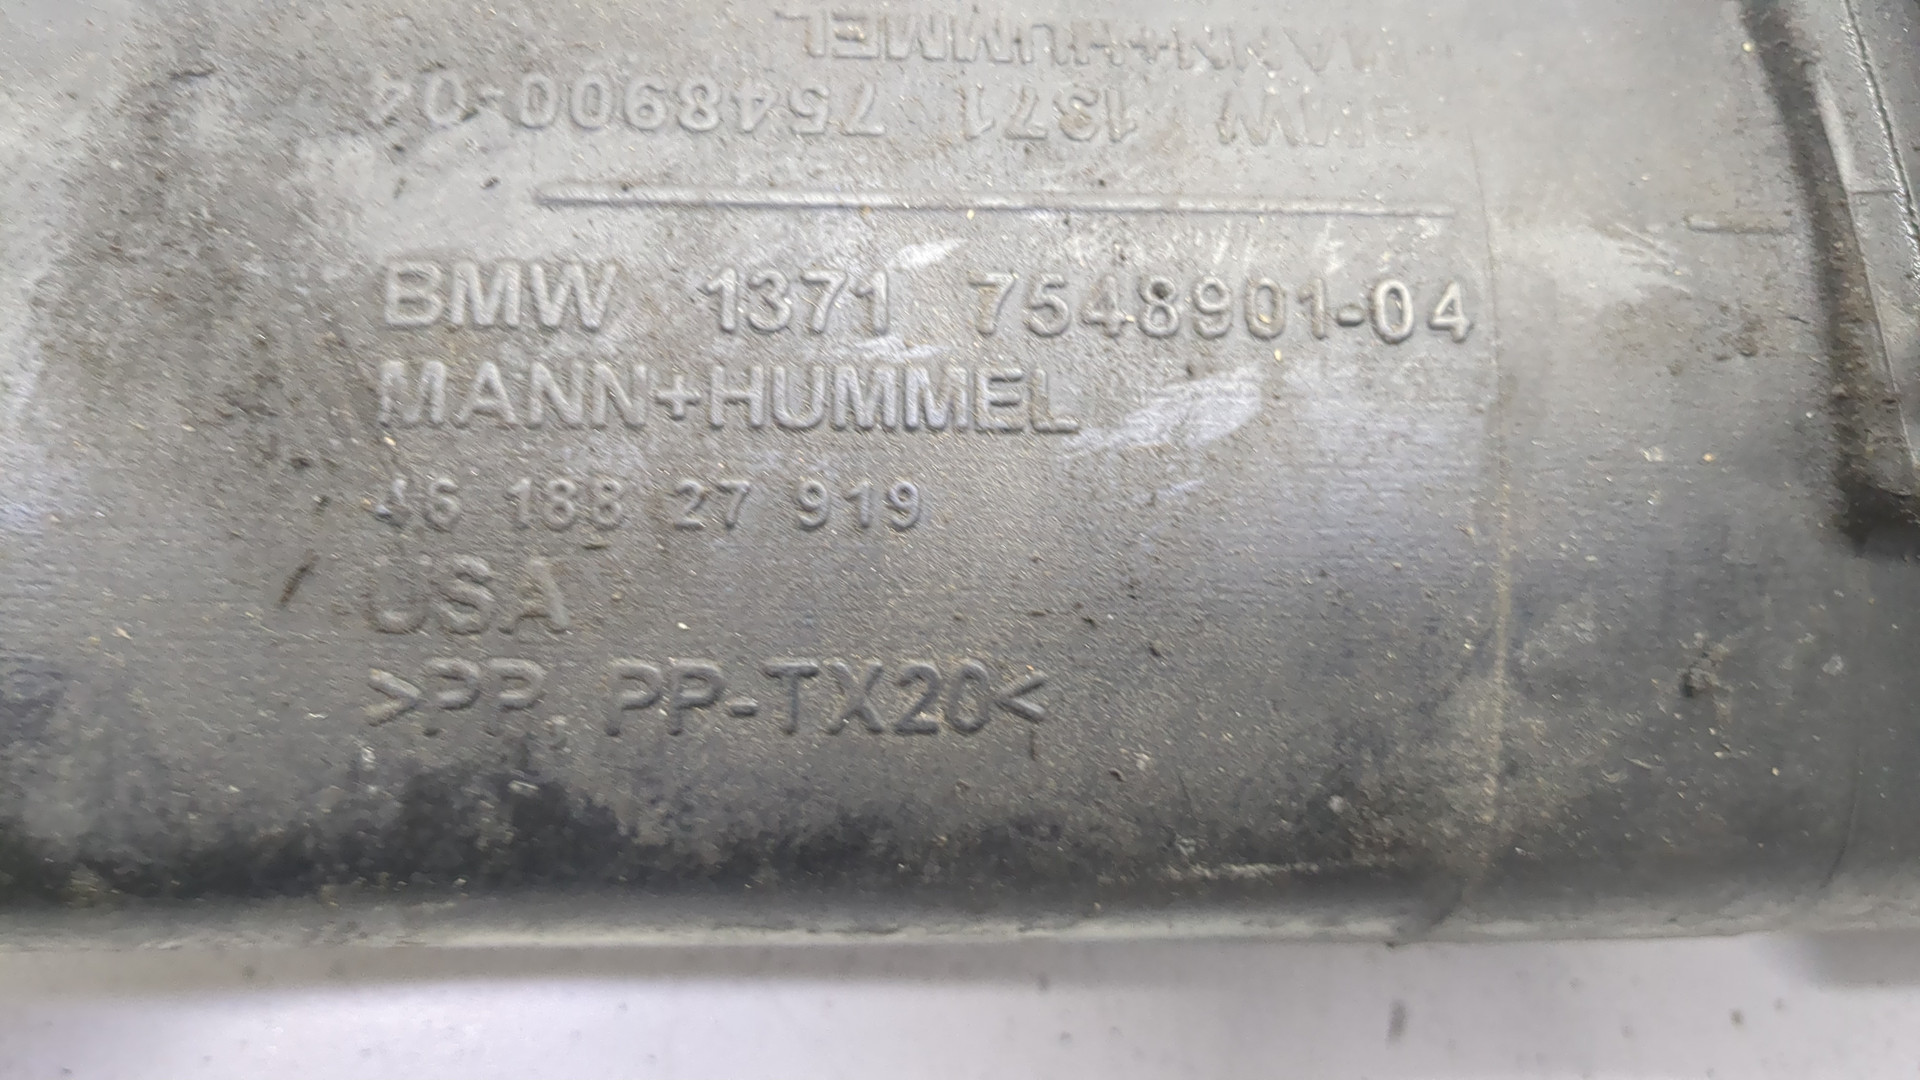 MANN+HUMMEL
BMW 1371 7548900-04
BMW 1371 7548901-04
MANN+HUMMEL
46 188 27 919
USA
>PP, PP-TX20<